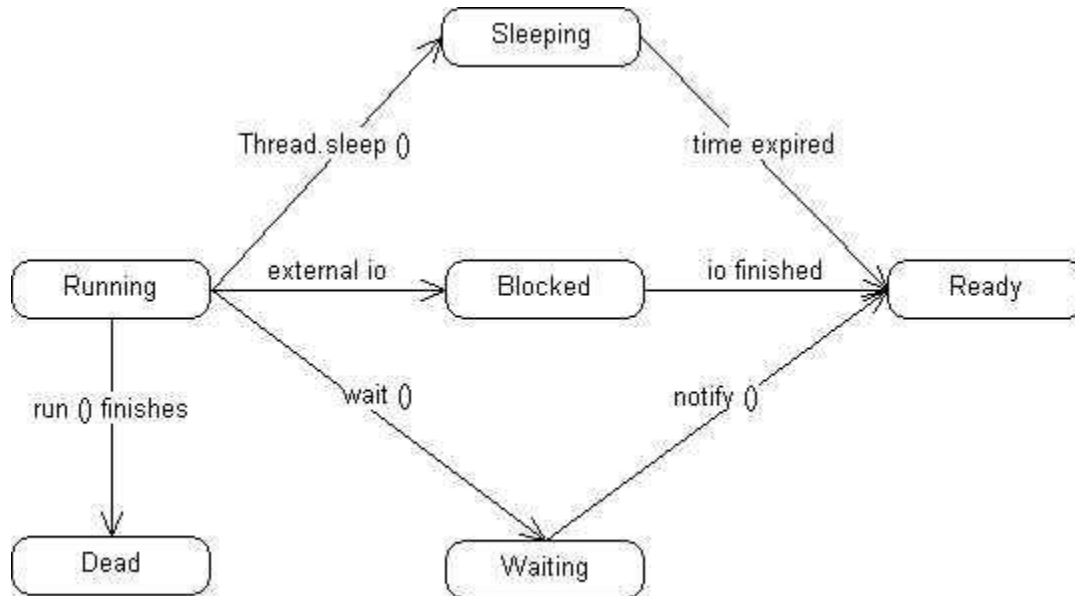 Sleeping
Thread.sleep ()
time expired
Running
external io
Blocked
io finished
Ready
run () finishes
wait ()
notify ()
Dead
Waiting